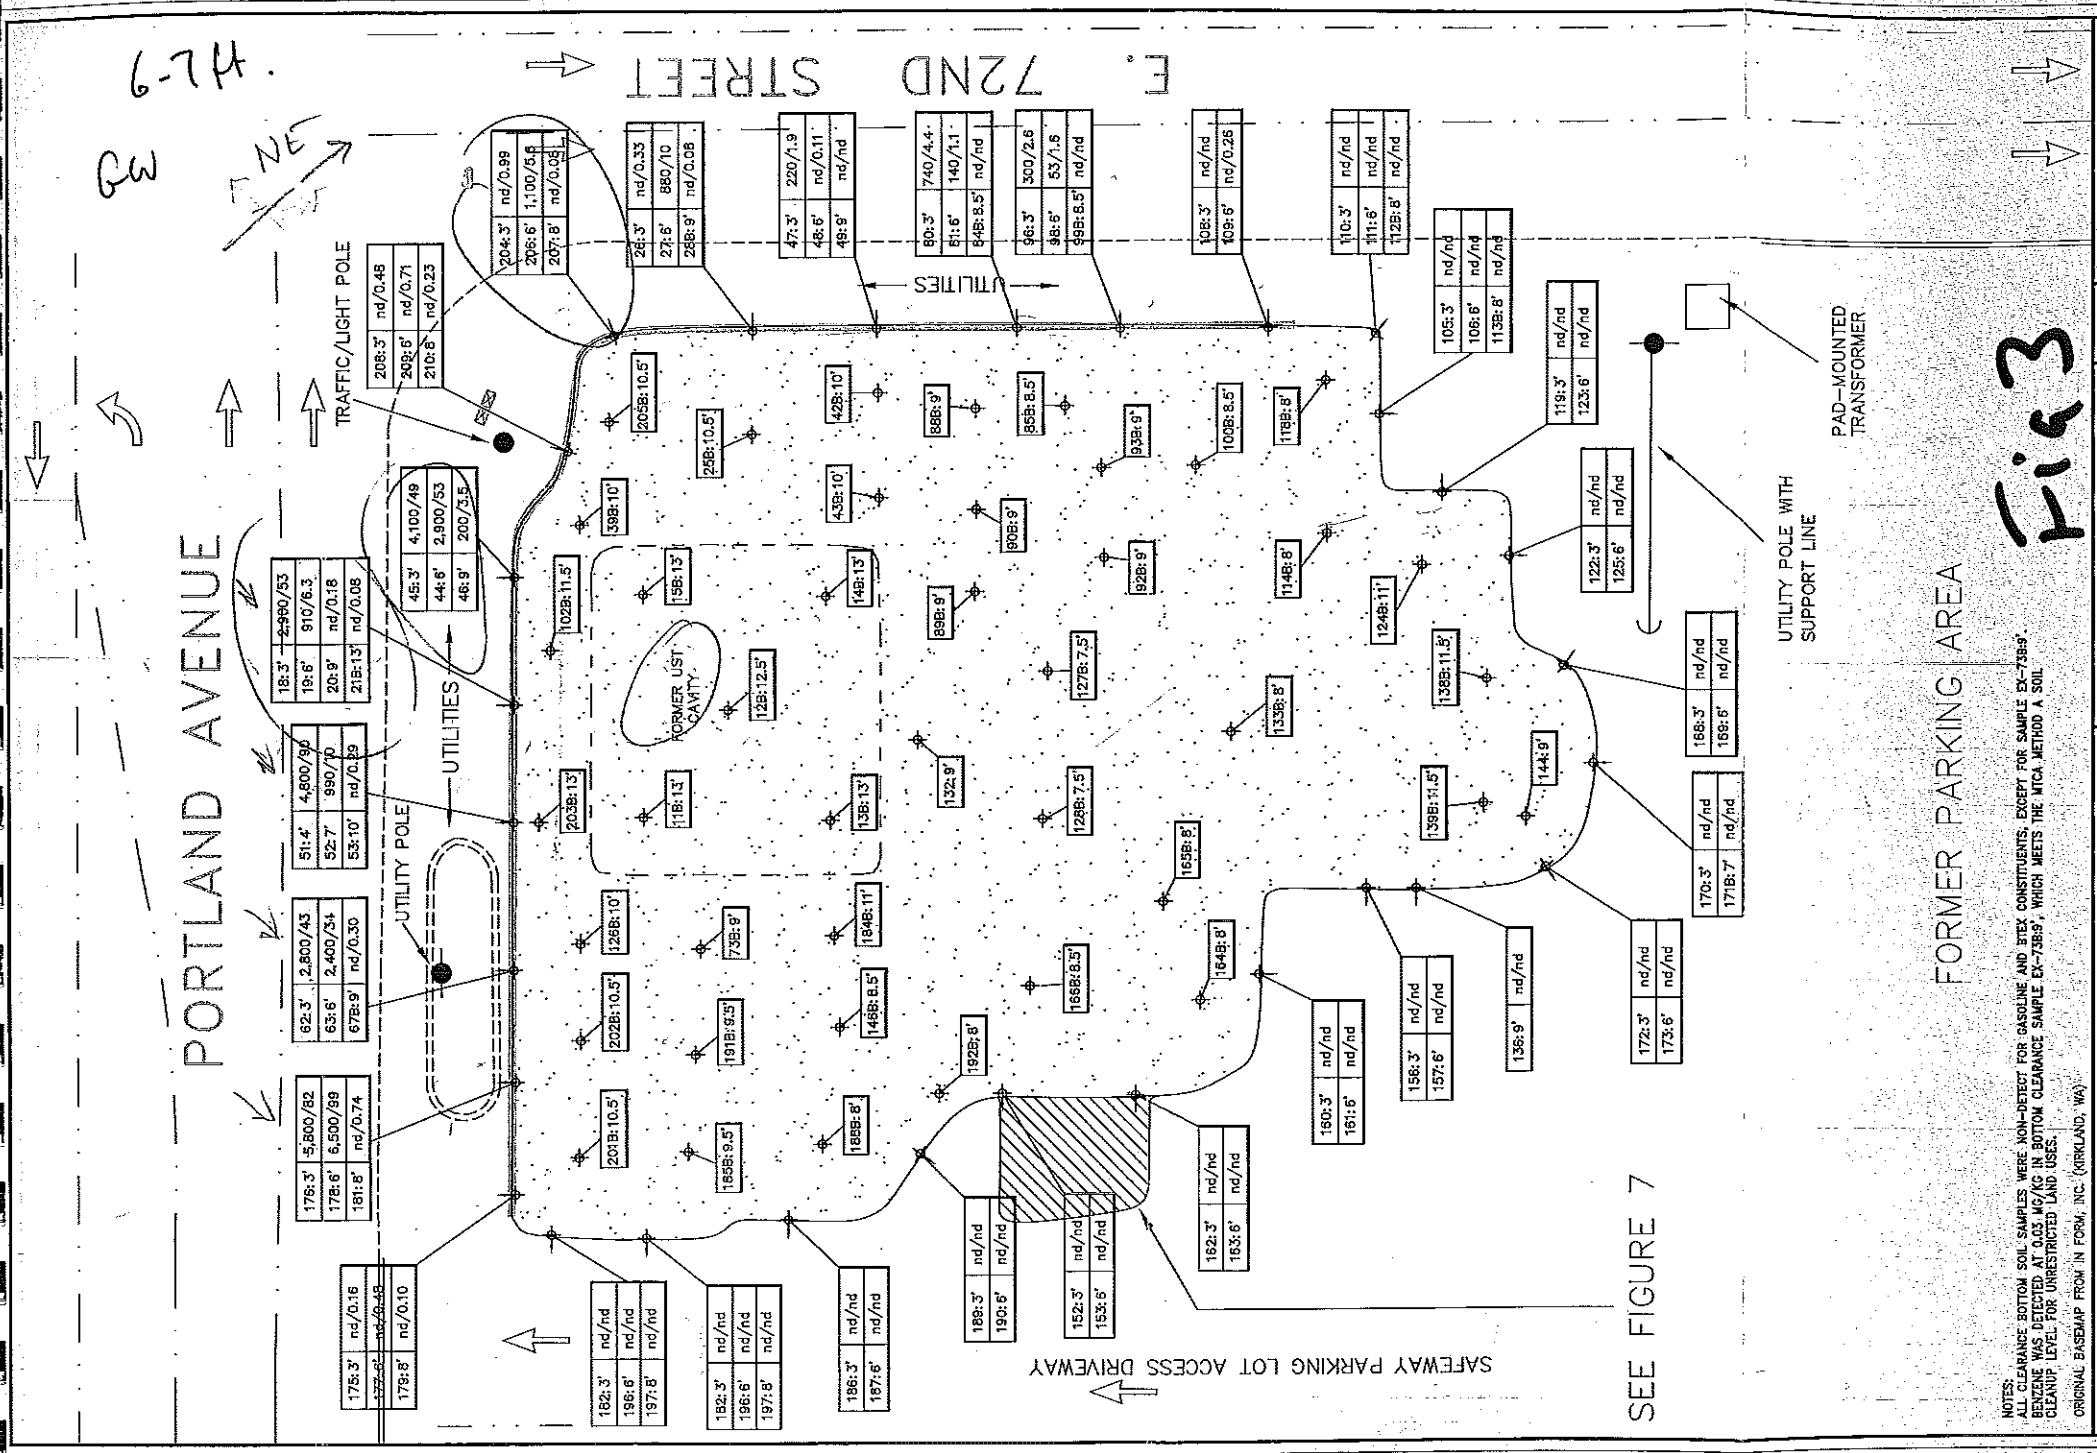 6-7 ft.
GW
NE
PORTLAND AVENUE
E. 72ND STREET
TRAFFIC/LIGHT POLE
UTILITY POLE
UTILITIES
UTILITIES
175:3' nd/0.16
177:6' nd/0.48
179:8' nd/0.10
176:3' 5,800/82
178:6' 6,500/99
181:8' nd/0.74
62:3' 2,800/43
63:6' 2,400/34
67B:9' nd/0.30
51:4' 4,800/90
52:7' 990/10
53:10' nd/0.29
18:3' 2,900/53
19:6' 910/6.3
20:9' nd/0.18
21B:13' nd/0.08
45:3' 4,100/49
44:6' 2,900/53
46:9' 200/3.5
208:3' nd/0.48
209:6' nd/0.71
210:8' nd/0.23
204:3' nd/0.99
206:6' 1,100/5.5
207:8' nd/0.08
26:3' nd/0.33
27:6' 880/10
28B:9' nd/0.08
47:3' 220/1.9
48:6' nd/0.11
49:9' nd/nd
80:3' 740/4.4
81:6' 140/1.1
84B:8.5' nd/nd
96:3' 300/2.6
98:6' 53/1.5
99B:8.5' nd/nd
108:3' nd/nd
109:6' nd/0.26
110:3' nd/nd
111:6' nd/nd
112B:8' nd/nd
105:3' nd/nd
106:6' nd/nd
113B:8' nd/nd
119:3' nd/nd
123:6' nd/nd
122:3' nd/nd
125:6' nd/nd
168:3' nd/nd
169:6' nd/nd
170:3' nd/nd
171B:7' nd/nd
172:3' nd/nd
173:6' nd/nd
136:9' nd/nd
156:3' nd/nd
157:6' nd/nd
160:3' nd/nd
161:6' nd/nd
162:3' nd/nd
163:6' nd/nd
152:3' nd/nd
153:6' nd/nd
189:3' nd/nd
190:6' nd/nd
186:3' nd/nd
187:6' nd/nd
182:3' nd/nd
196:6' nd/nd
197:8' nd/nd
182:3' nd/nd
196:6' nd/nd
197:8' nd/nd
201B:10.5'
202B:10.5'
126B:10'
203B:13'
102B:11.5'
39B:10'
205B:10.5'
185B:9.5'
191B:9.5'
73B:9'
11B:13'
15B:13'
FORMER UST
CAVITY
12B:12.5'
25B:10.5'
188B:8'
146B:8.5'
184B:11'
13B:13'
14B:13'
43B:10'
42B:10'
192B:8'
132:9'
89B:9'
90B:9'
88B:9'
166B:8.5'
128B:7.5'
127B:7.5'
92B:9'
93B:9'
85B:8.5'
164B:8'
165B:8'
133B:8'
114B:8'
100B:8.5'
118B:8'
124B:11'
138B:11.5'
139B:11.5'
144:9'
SAFEWAY PARKING LOT ACCESS DRIVEWAY
SEE FIGURE 7
FORMER PARKING AREA
UTILITY POLE WITH
SUPPORT LINE
PAD-MOUNTED
TRANSFORMER
Fig 3
NOTES:
ALL CLEARANCE BOTTOM SOIL SAMPLES WERE NON-DETECT FOR GASOLINE AND BTEX CONSTITUENTS, EXCEPT FOR SAMPLE EX-73B:9'.
BENZENE WAS DETECTED AT 0.03 MG/KG IN BOTTOM CLEARANCE SAMPLE EX-73B:9', WHICH MEETS THE MTCA METHOD A SOIL
CLEANUP LEVEL FOR UNRESTRICTED LAND USES.
ORIGINAL BASEMAP FROM IN FORM, INC. (KIRKLAND, WA)